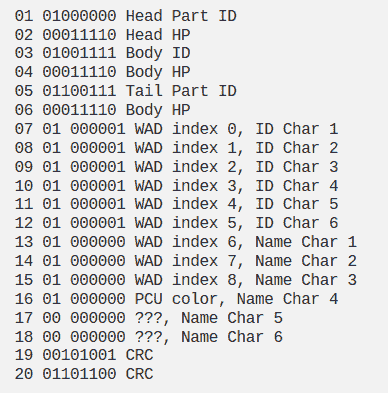 01 01000000 Head Part ID
02 00011110 Head HP
03 01001111 Body ID
04 00011110 Body HP
05 01100111 Tail Part ID
06 00011110 Body HP
07 01 000001 WAD index 0, ID Char 1
08 01 000001 WAD index 1, ID Char 2
09 01 000001 WAD index 2, ID Char 3
10 01 000001 WAD index 3, ID Char 4
11 01 000001 WAD index 4, ID Char 5
12 01 000001 WAD index 5, ID Char 6
13 01 000000 WAD index 6, Name Char 1
14 01 000000 WAD index 7, Name Char 2
15 01 000000 WAD index 8, Name Char 3
16 01 000000 PCU color, Name Char 4
17 00 000000 ???, Name Char 5
18 00 000000 ???, Name Char 6
19 00101001 CRC
20 01101100 CRC